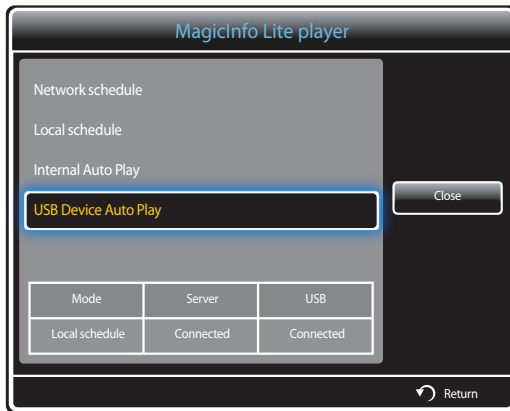 MagicInfo Lite player
Network schedule
Local schedule
Internal Auto Play
USB Device Auto Play
Close
Mode Server USB
Local schedule Connected Connected
Return